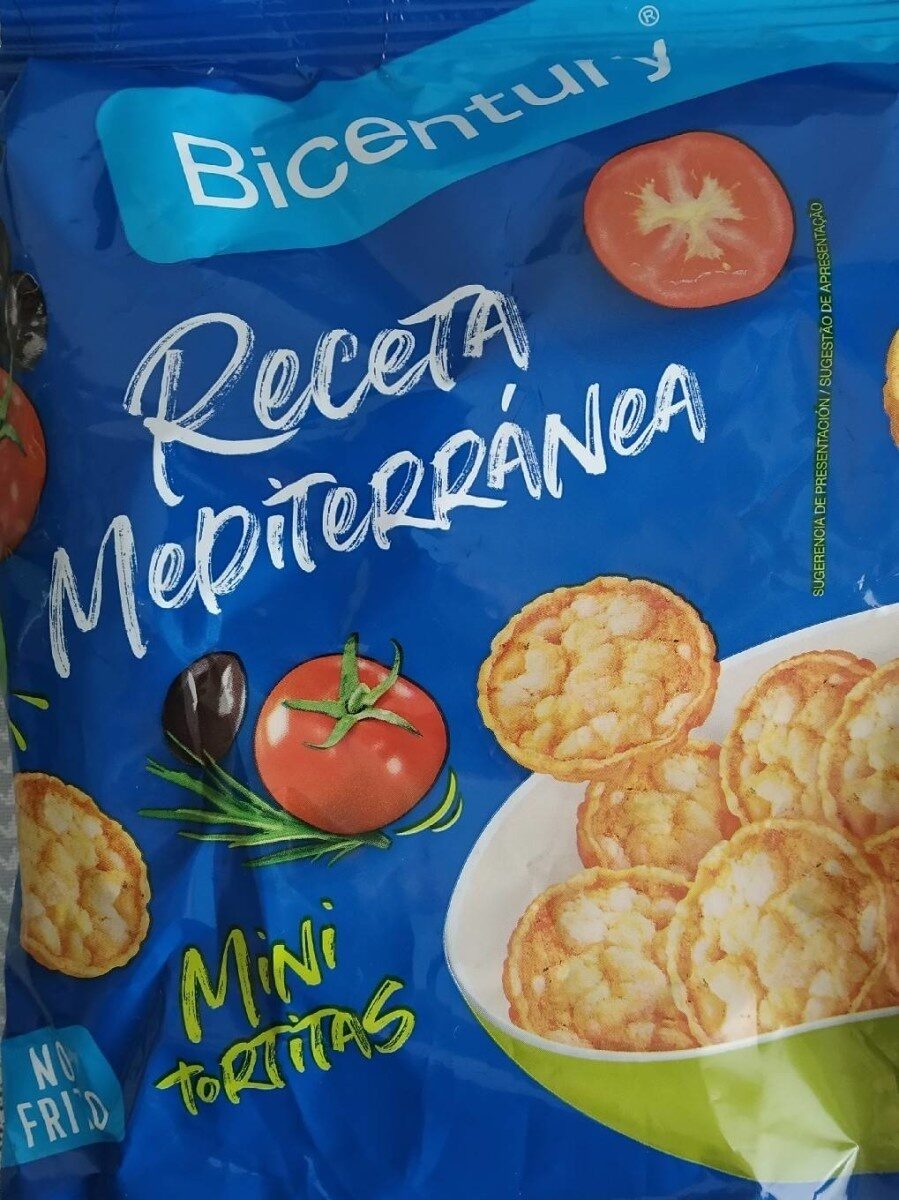 Bicentury®
Receta
Mediterránea
SUGERENCIA DE PRESENTACIÓN / SUGESTÃO DE APRESENTAÇÃO
Mini
tortitas
NO
FRITO